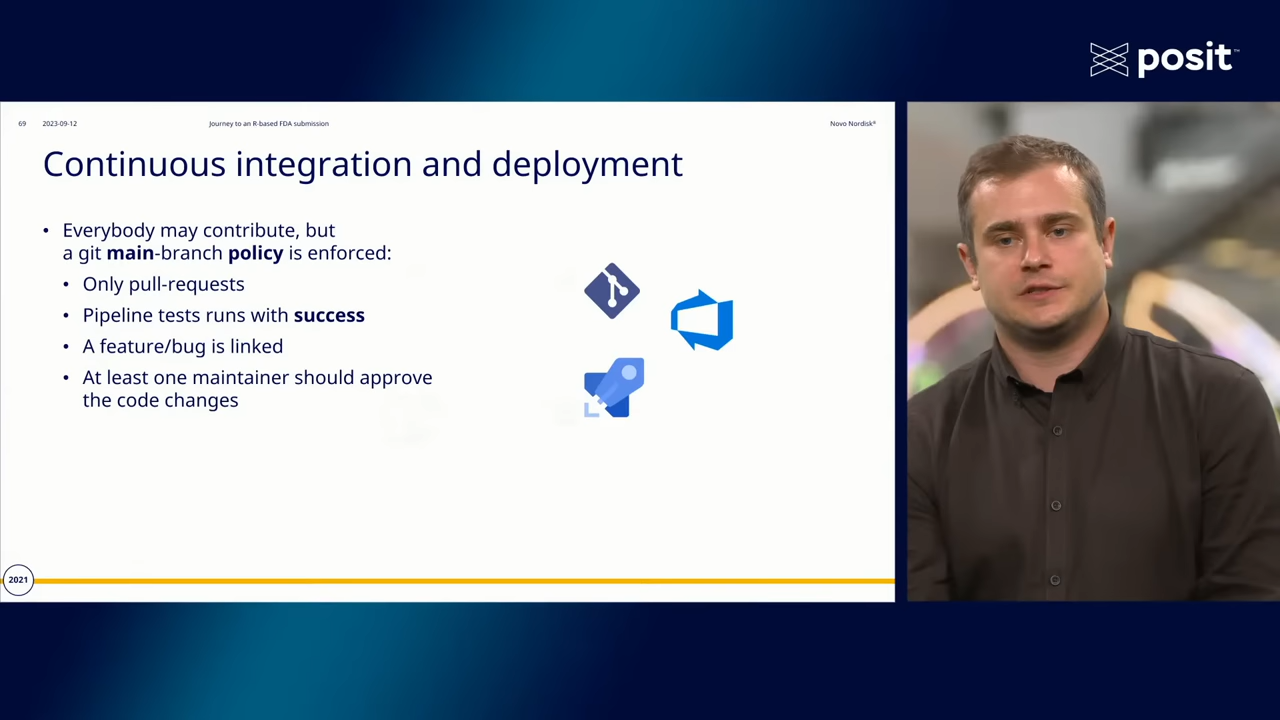 posit™
69 2023-09-12 Journey to an R-based FDA submission Novo Nordisk®
Continuous integration and deployment
• Everybody may contribute, but
a git main-branch policy is enforced:
• Only pull-requests
• Pipeline tests runs with success
• A feature/bug is linked
• At least one maintainer should approve
the code changes
2021